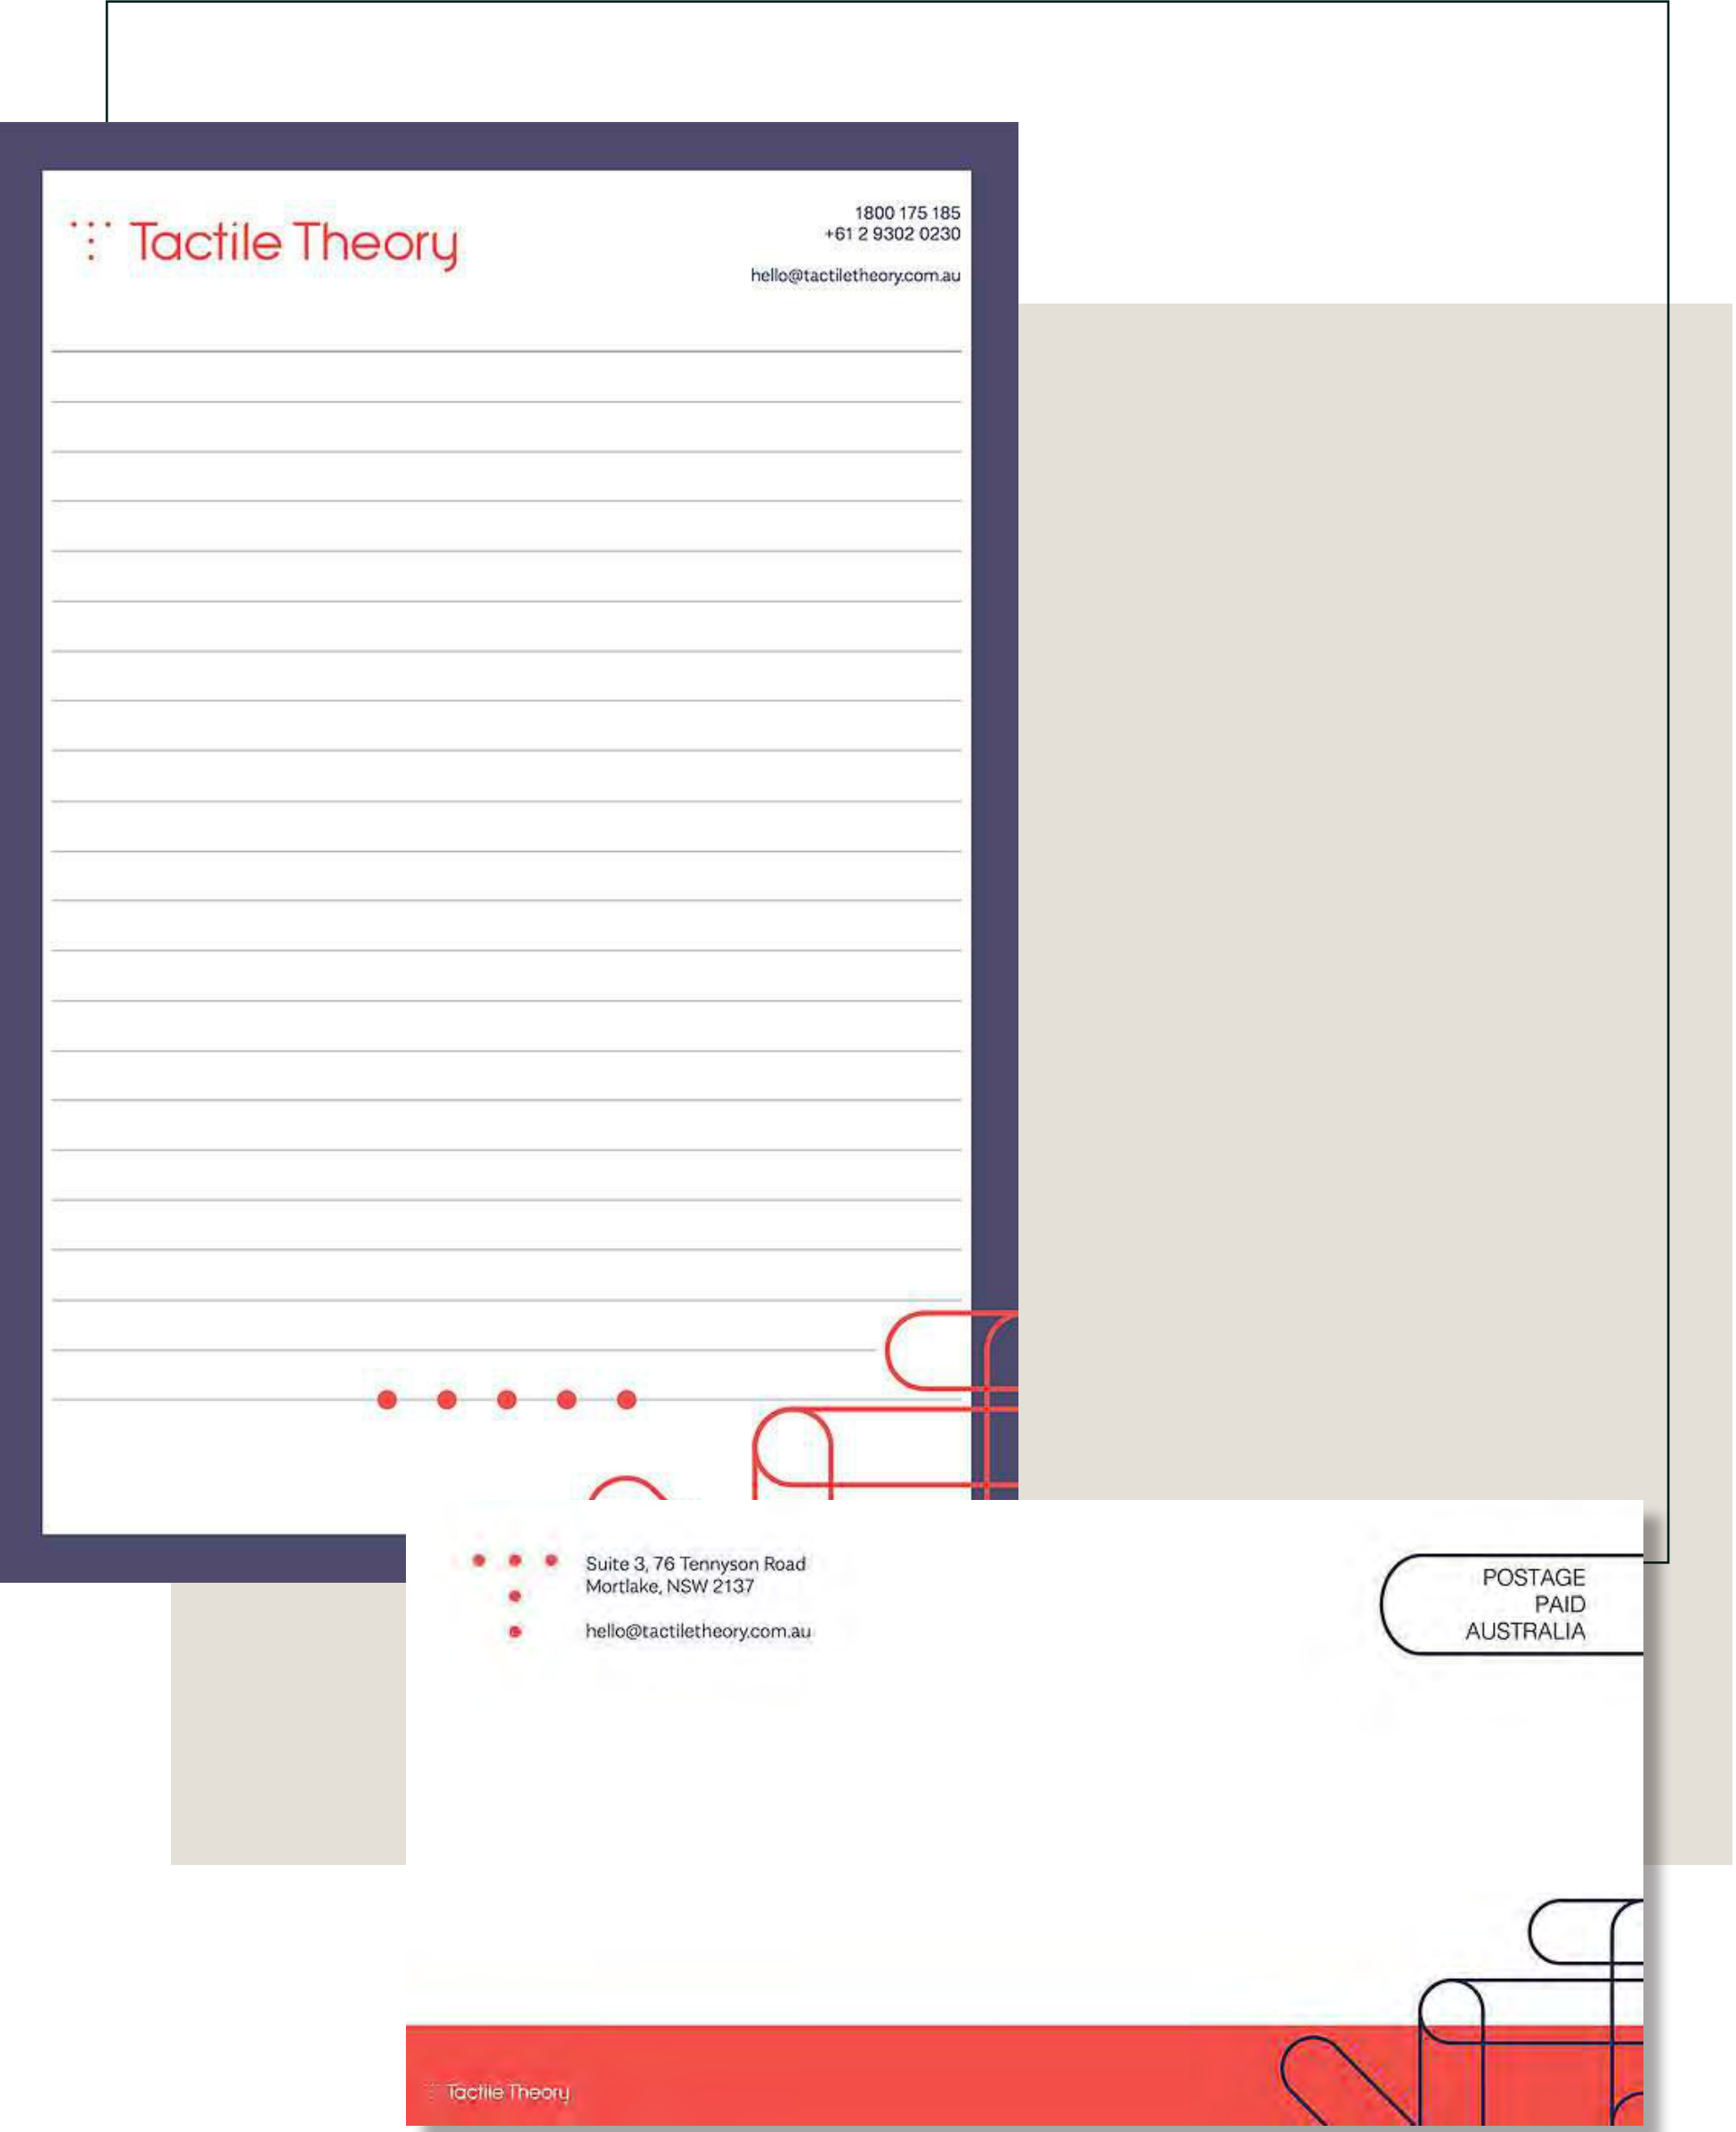 Tactile Theory
1800 175 185
+61 2 9302 0230
hello@tactiletheory.com.au
Suite 3, 76 Tennyson Road
Mortlake, NSW 2137
hello@tactiletheory.com.au
POSTAGE
PAID
AUSTRALIA
Tactile Theory